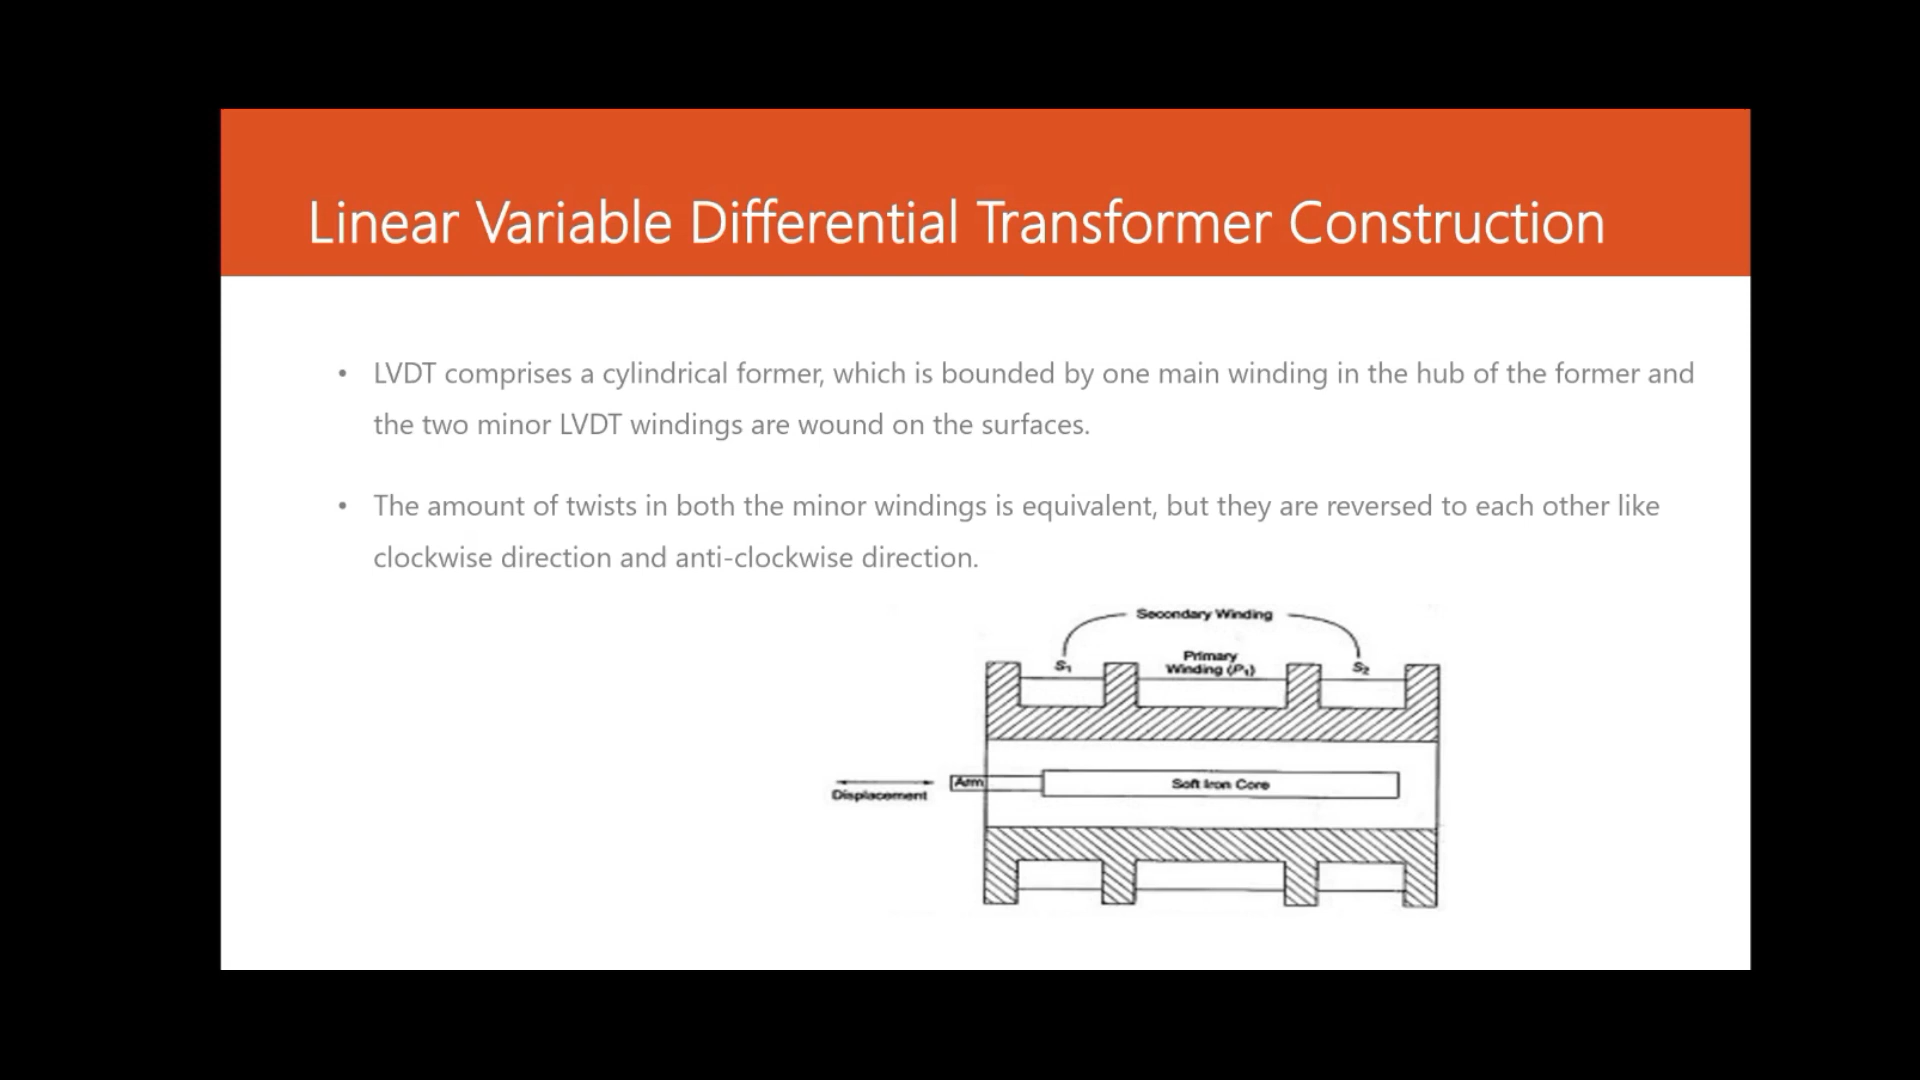 Linear Variable Differential Transformer Construction
• LVDT comprises a cylindrical former, which is bounded by one main winding in the hub of the former and
the two minor LVDT windings are wound on the surfaces.
• The amount of twists in both the minor windings is equivalent, but they are reversed to each other like
clockwise direction and anti-clockwise direction.
Secondary Winding
S₁
Primary
Winding (P₁)
S₂
Arm
Soft Iron Core
Displacement